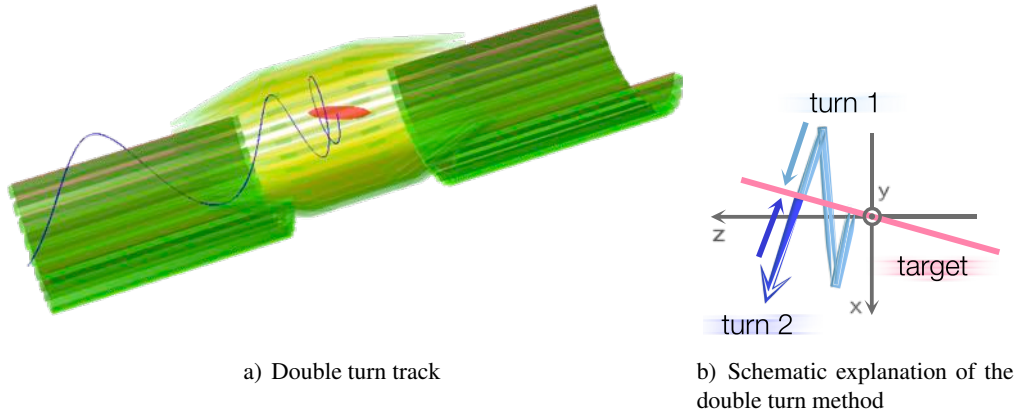 turn 1
y
z
target
x
turn 2
a) Double turn track
b) Schematic explanation of the
double turn method